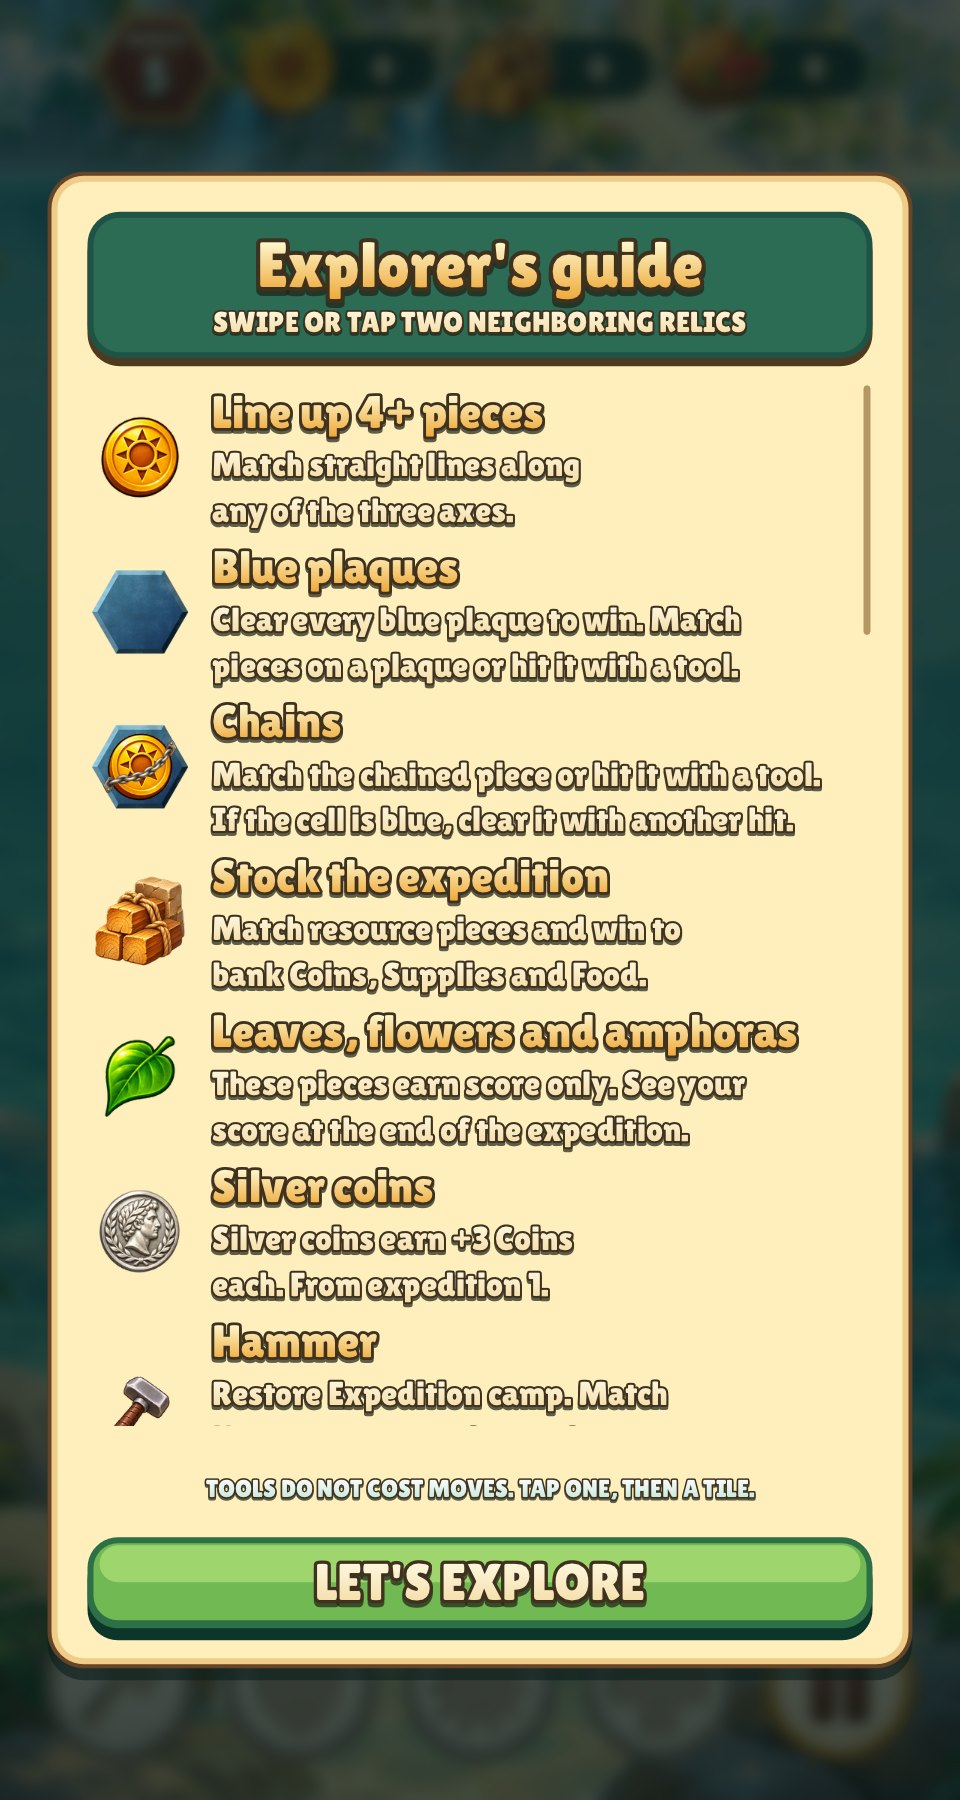 Explorer's guide
SWIPE OR TAP TWO NEIGHBORING RELICS
Line up 4+ pieces
Match straight lines along
any of the three axes.
Blue plaques
Clear every blue plaque to win. Match
pieces on a plaque or hit it with a tool.
Chains
Match the chained piece or hit it with a tool.
If the cell is blue, clear it with another hit.
Stock the expedition
Match resource pieces and win to
bank Coins, Supplies and Food.
Leaves, flowers and amphoras
These pieces earn score only. See your
score at the end of the expedition.
Silver coins
Silver coins earn +3 Coins
each. From expedition 1.
Hammer
Restore Expedition camp. Match
TOOLS DO NOT COST MOVES. TAP ONE, THEN A TILE.
LET'S EXPLORE